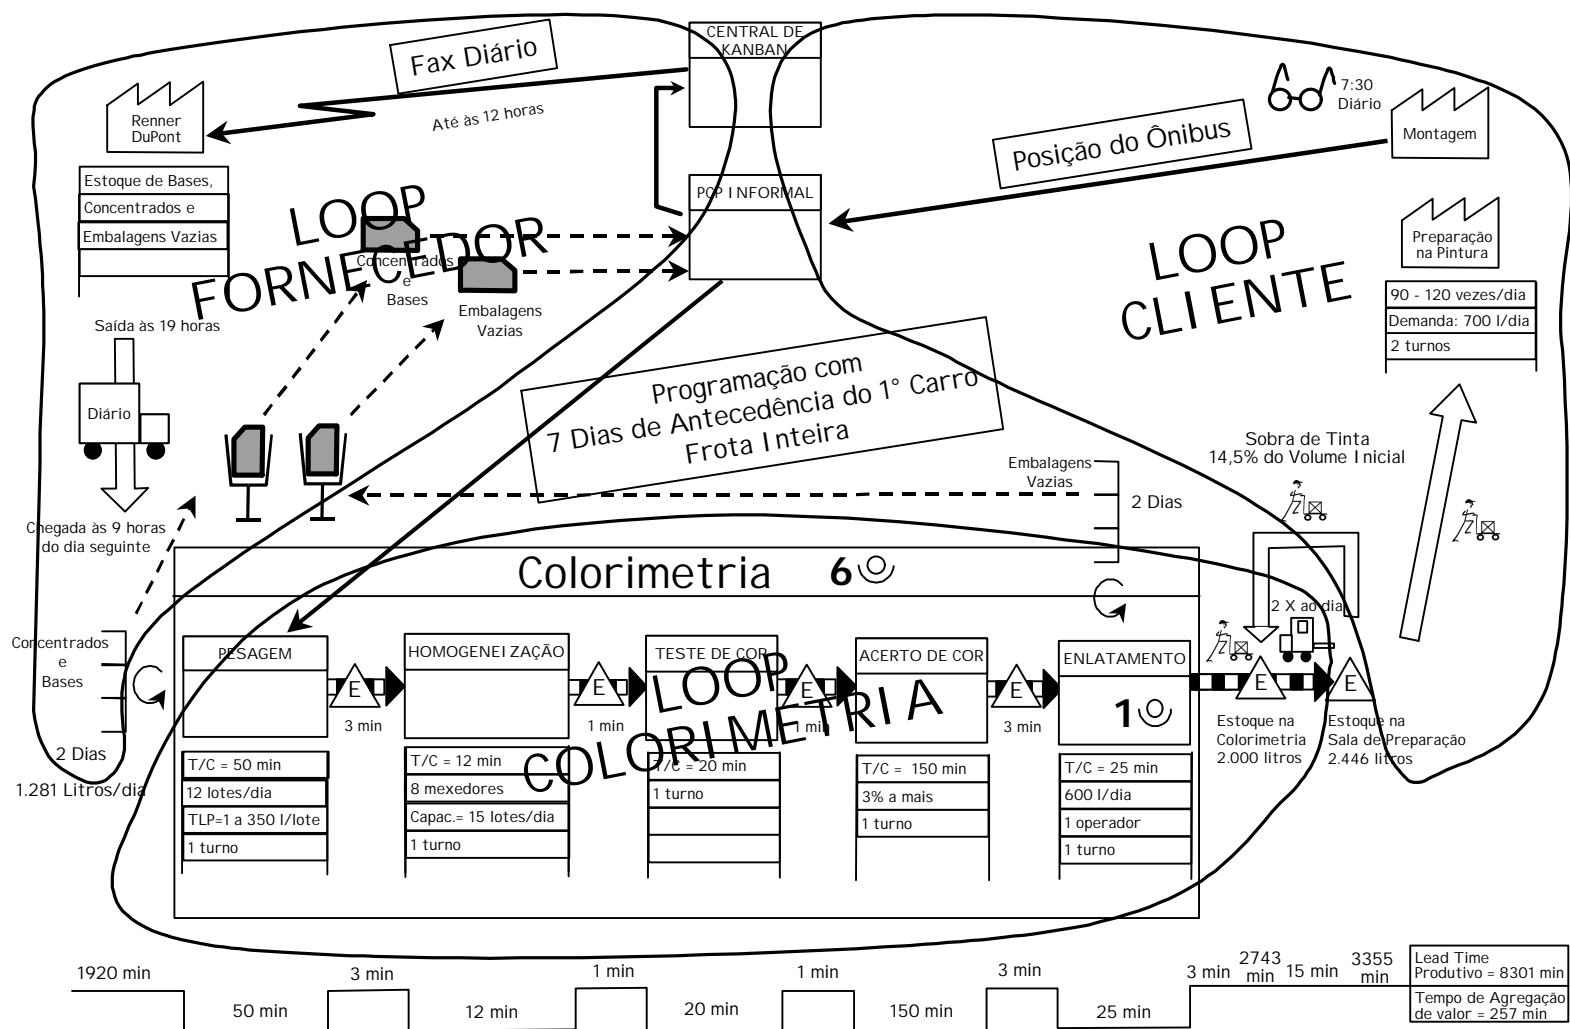 CENTRAL DE
KANBAN
Fax Diário
Até às 12 horas
Renner
DuPont
Estoque de Bases,
Concentrados e
Embalagens Vazias
7:30
Diário
Montagem
Posição do Ônibus
PCP INFORMAL
Preparação
na Pintura
90 - 120 vezes/dia
Demanda: 700 l/dia
2 turnos
LOOP
FORNECEDOR
Concentrados
e
Bases
Embalagens
Vazias
LOOP
CLIENTE
Saída às 19 horas
Diário
Chegada às 9 horas
do dia seguinte
Programação com
7 Dias de Antecedência do 1° Carro
Frota Inteira
Embalagens
Vazias
2 Dias
Sobra de Tinta
14,5% do Volume Inicial
Colorimetria 6
2 X ao dia
Concentrados
e
Bases
2 Dias
1.281 Litros/dia
PESAGEM
E
3 min
T/C = 50 min
12 lotes/dia
TLP=1 a 350 l/lote
1 turno
HOMOGENEIZAÇÃO
E
1 min
T/C = 12 min
8 mexedores
Capac.= 15 lotes/dia
1 turno
TESTE DE COR
E
1 min
T/C = 20 min
1 turno
LOOP
COLORIMETRIA
ACERTO DE COR
E
3 min
T/C = 150 min
3% a mais
1 turno
ENLATAMENTO
1
T/C = 25 min
600 l/dia
1 operador
1 turno
E
Estoque na
Colorimetria
2.000 litros
E
Estoque na
Sala de Preparação
2.446 litros
1920 min
50 min
3 min
12 min
1 min
20 min
1 min
150 min
3 min
25 min
3 min
2743
min
15 min
3355
min
Lead Time
Produtivo = 8301 min
Tempo de Agregação
de valor = 257 min